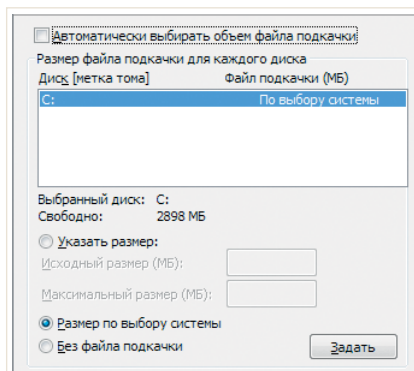 Автоматически выбирать объем файла подкачки
Размер файла подкачки для каждого диска
Диск [метка тома] Файл подкачки (МБ)
C: По выбору системы
Выбранный диск: C:
Свободно: 2898 МБ
Указать размер:
Исходный размер (МБ):
Максимальный размер (МБ):
Размер по выбору системы
Без файла подкачки
Задать